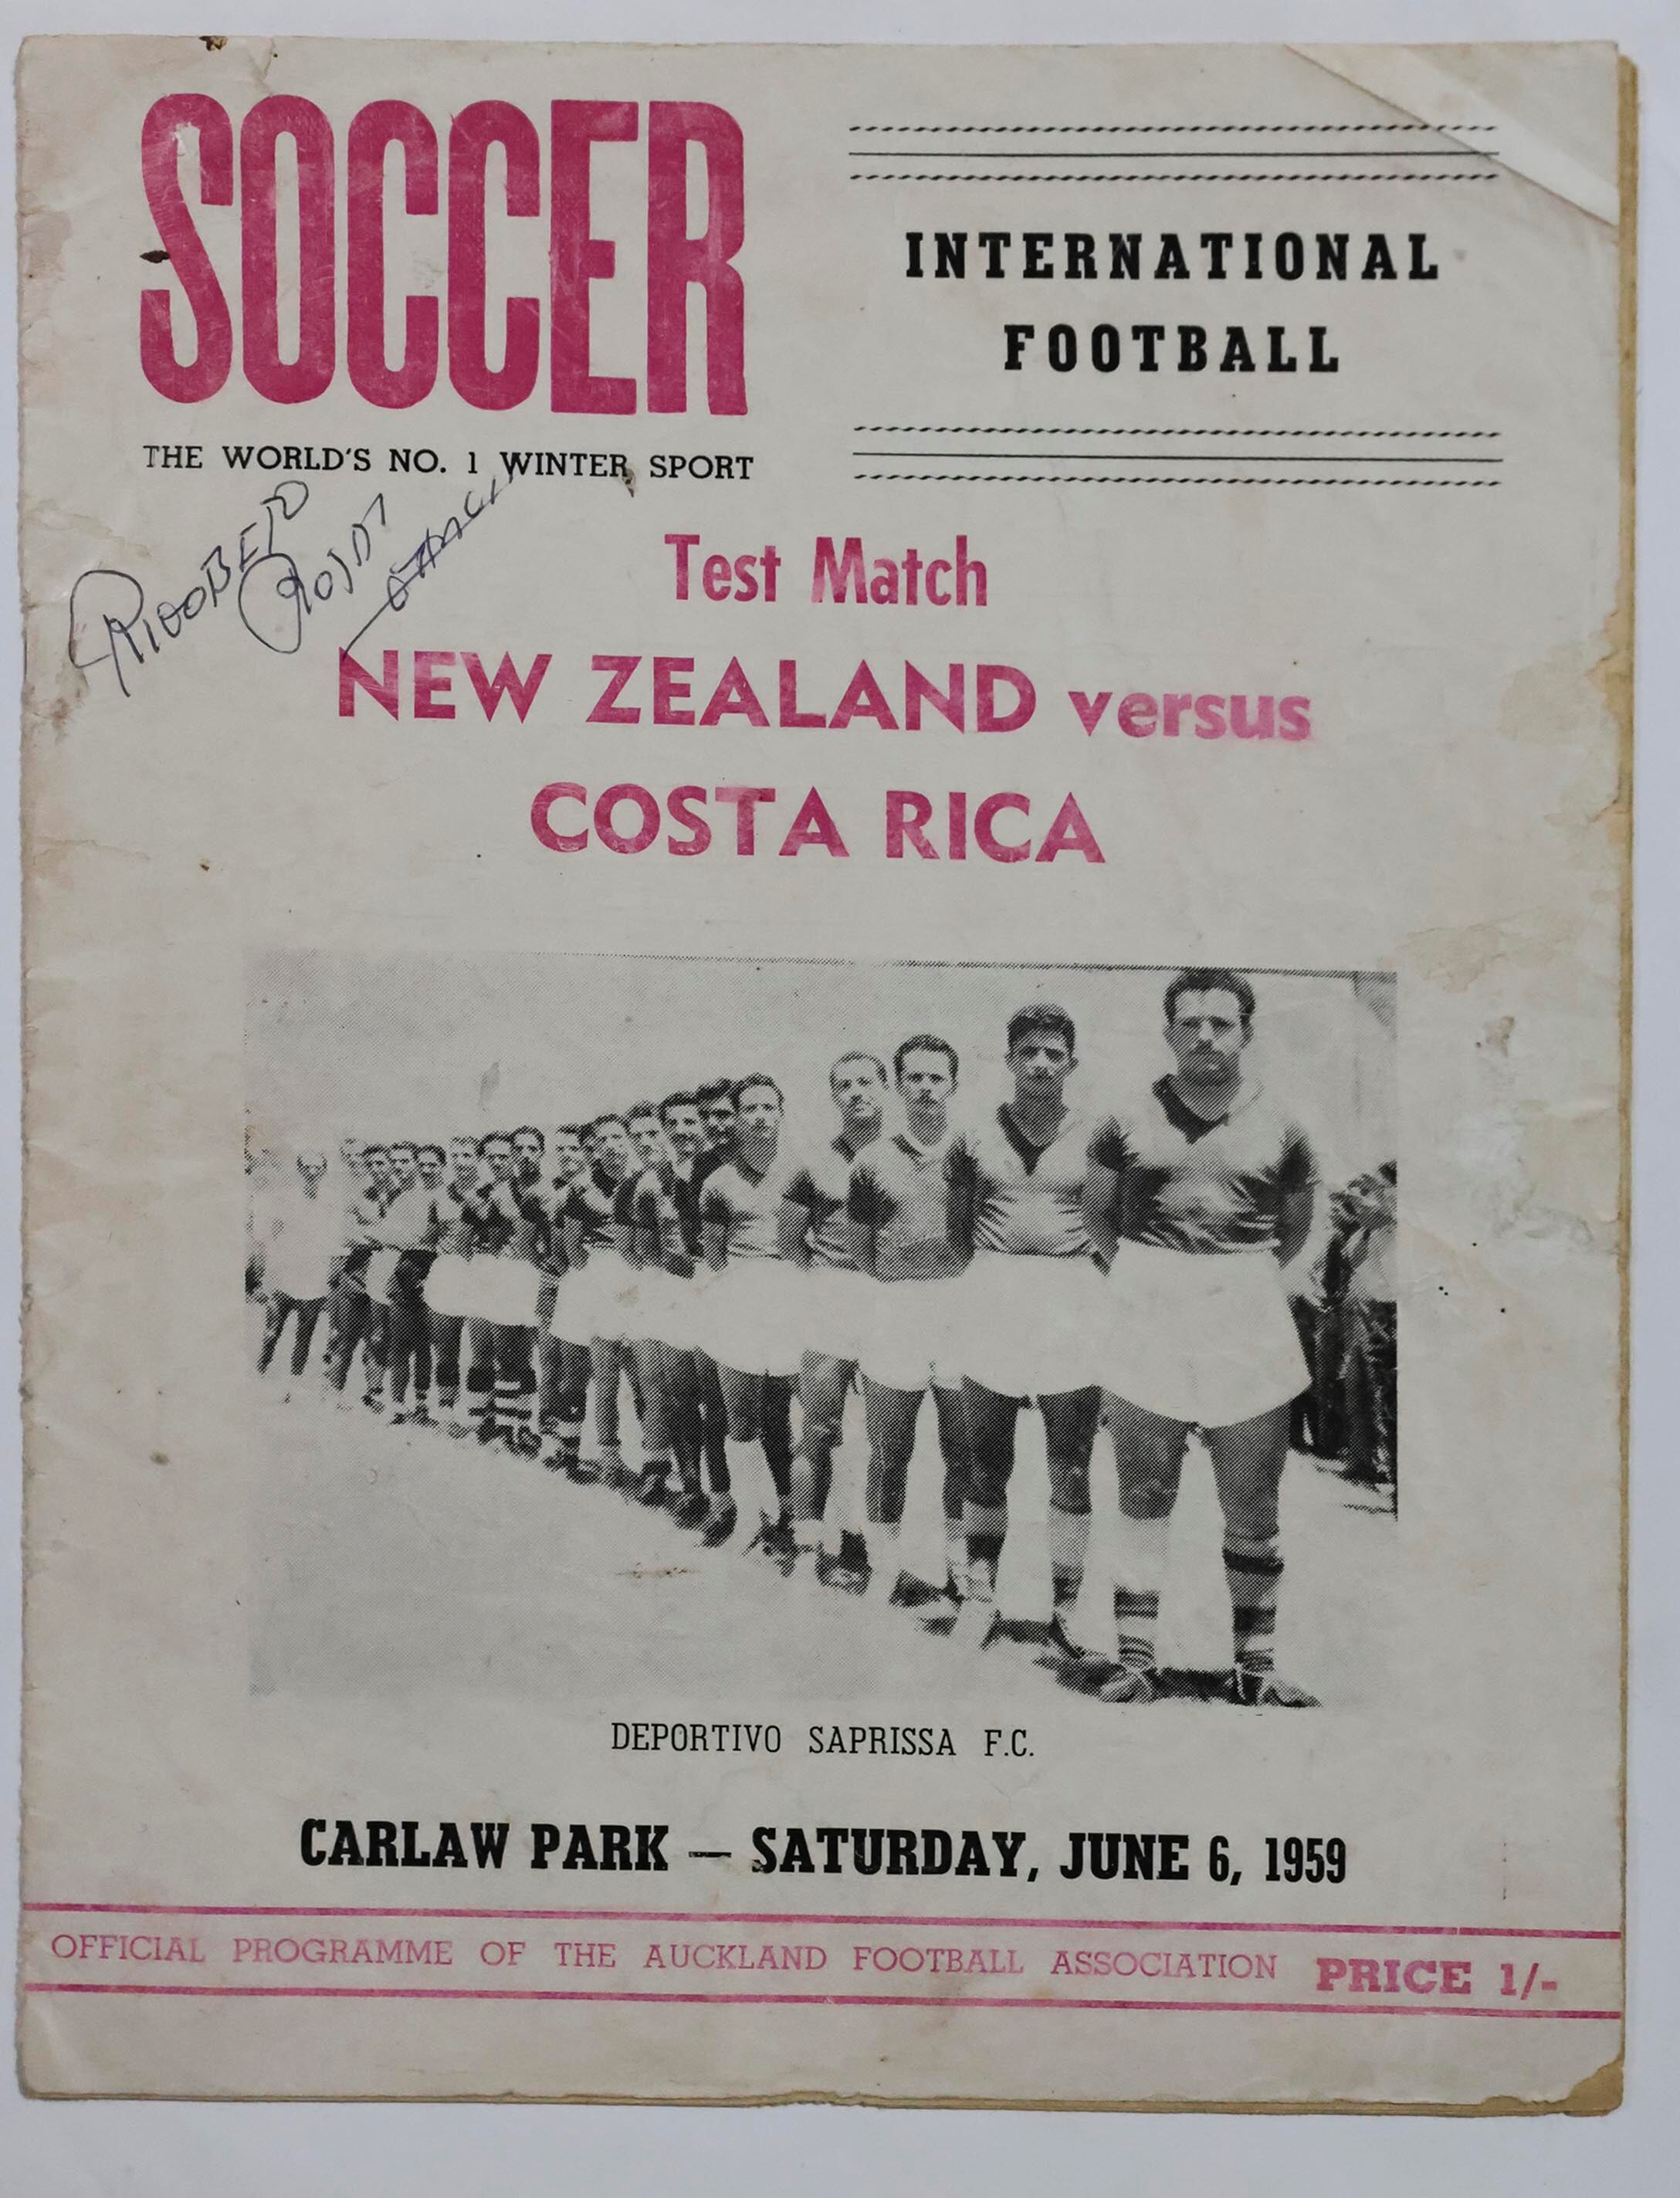 SOCCER
THE WORLD'S NO. 1 WINTER SPORT
INTERNATIONAL
FOOTBALL
Test Match
NEW ZEALAND versus
COSTA RICA
DEPORTIVO SAPRISSA F.C.
CARLAW PARK — SATURDAY, JUNE 6, 1959
OFFICIAL PROGRAMME OF THE AUCKLAND FOOTBALL ASSOCIATION PRICE 1/-